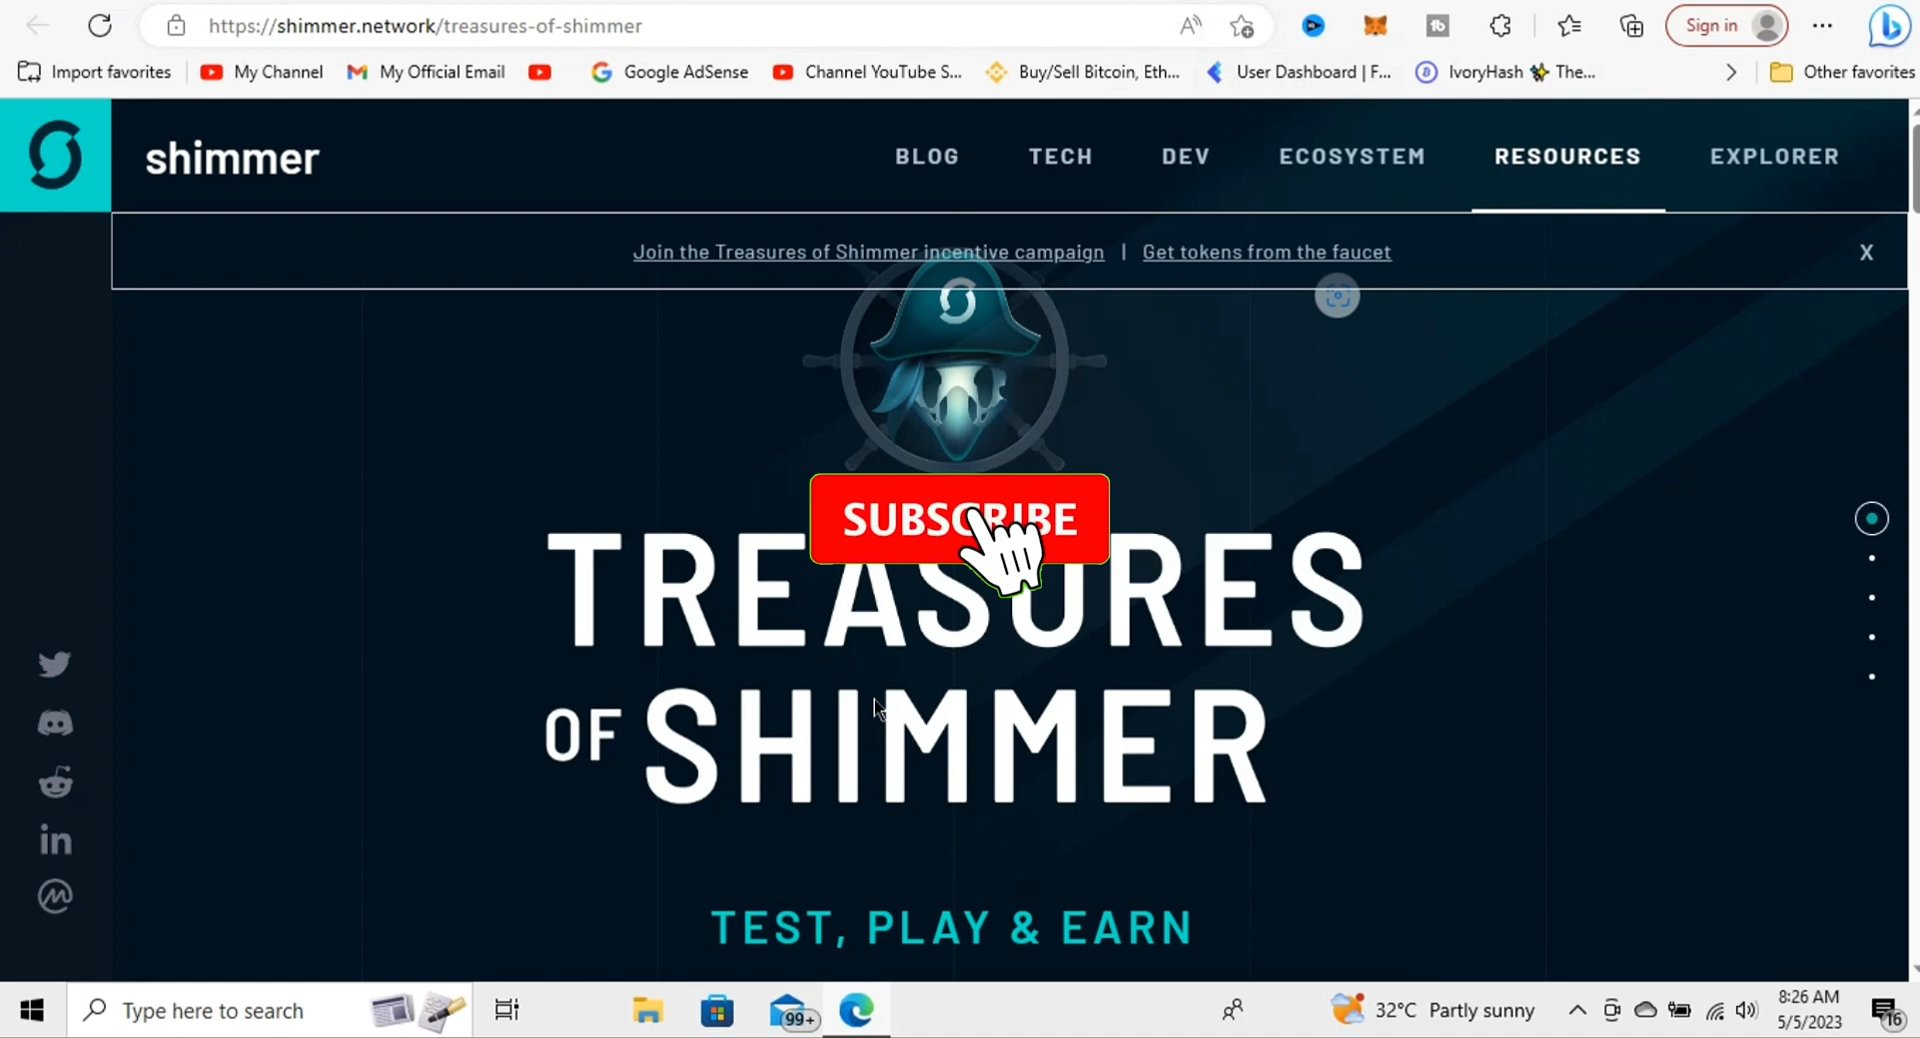 https://shimmer.network/treasures-of-shimmer
Sign in
Import favorites
My Channel
My Official Email
Google AdSense
Channel YouTube S...
Buy/Sell Bitcoin, Eth...
User Dashboard | F...
IvoryHash ✨ The...
Other favorites
shimmer
BLOG
TECH
DEV
ECOSYSTEM
RESOURCES
EXPLORER
Join the Treasures of Shimmer incentive campaign | Get tokens from the faucet
X
SUBSCRIBE
TREASURES
OF SHIMMER
TEST, PLAY & EARN
Type here to search
99+
32°C Partly sunny
8:26 AM
5/5/2023
16